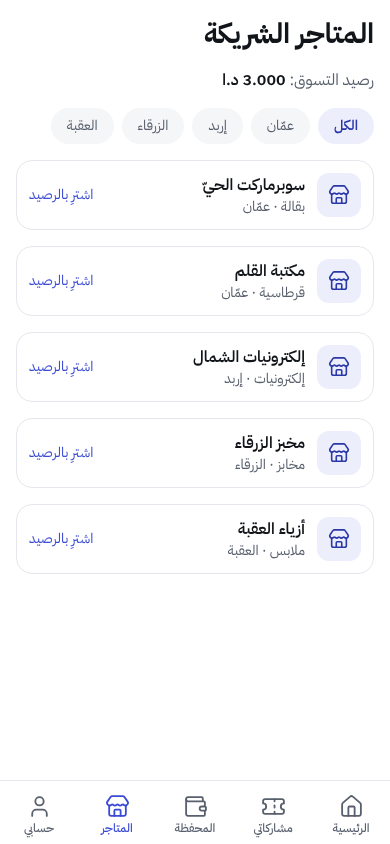 المتاجر الشريكة
رصيد التسوق: 3.000 د.ا
الكل
عمّان
إربد
الزرقاء
العقبة
سوبرماركت الحيّ
بقالة · عمّان
اشترِ بالرصيد
مكتبة القلم
قرطاسية · عمّان
اشترِ بالرصيد
إلكترونيات الشمال
إلكترونيات · إربد
اشترِ بالرصيد
مخبز الزرقاء
مخابز · الزرقاء
اشترِ بالرصيد
أزياء العقبة
ملابس · العقبة
اشترِ بالرصيد
الرئيسية
مشاركاتي
المحفظة
المتاجر
حسابي